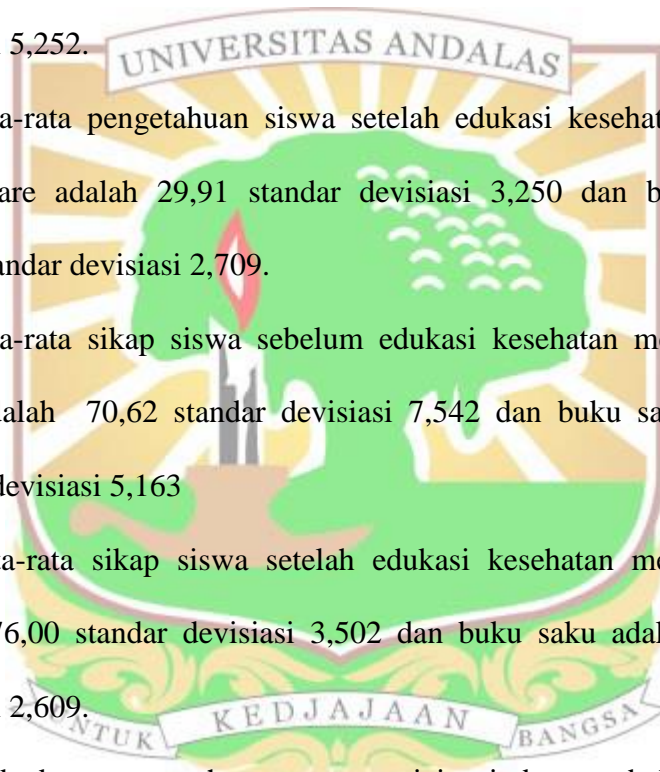 5,252.
UNIVERSITAS ANDALAS
a-rata pengetahuan siswa setelah edukasi kesehat
are adalah 29,91 standar devisiasi 3,250 dan b
andar devisiasi 2,709.
a-rata sikap siswa sebelum edukasi kesehatan m
alah 70,62 standar devisiasi 7,542 dan buku sa
devisiasi 5,163
ta-rata sikap siswa setelah edukasi kesehatan m
76,00 standar devisiasi 3,502 dan buku saku adal
2,609.
UNTUK KEDJAJAAN BANGSA